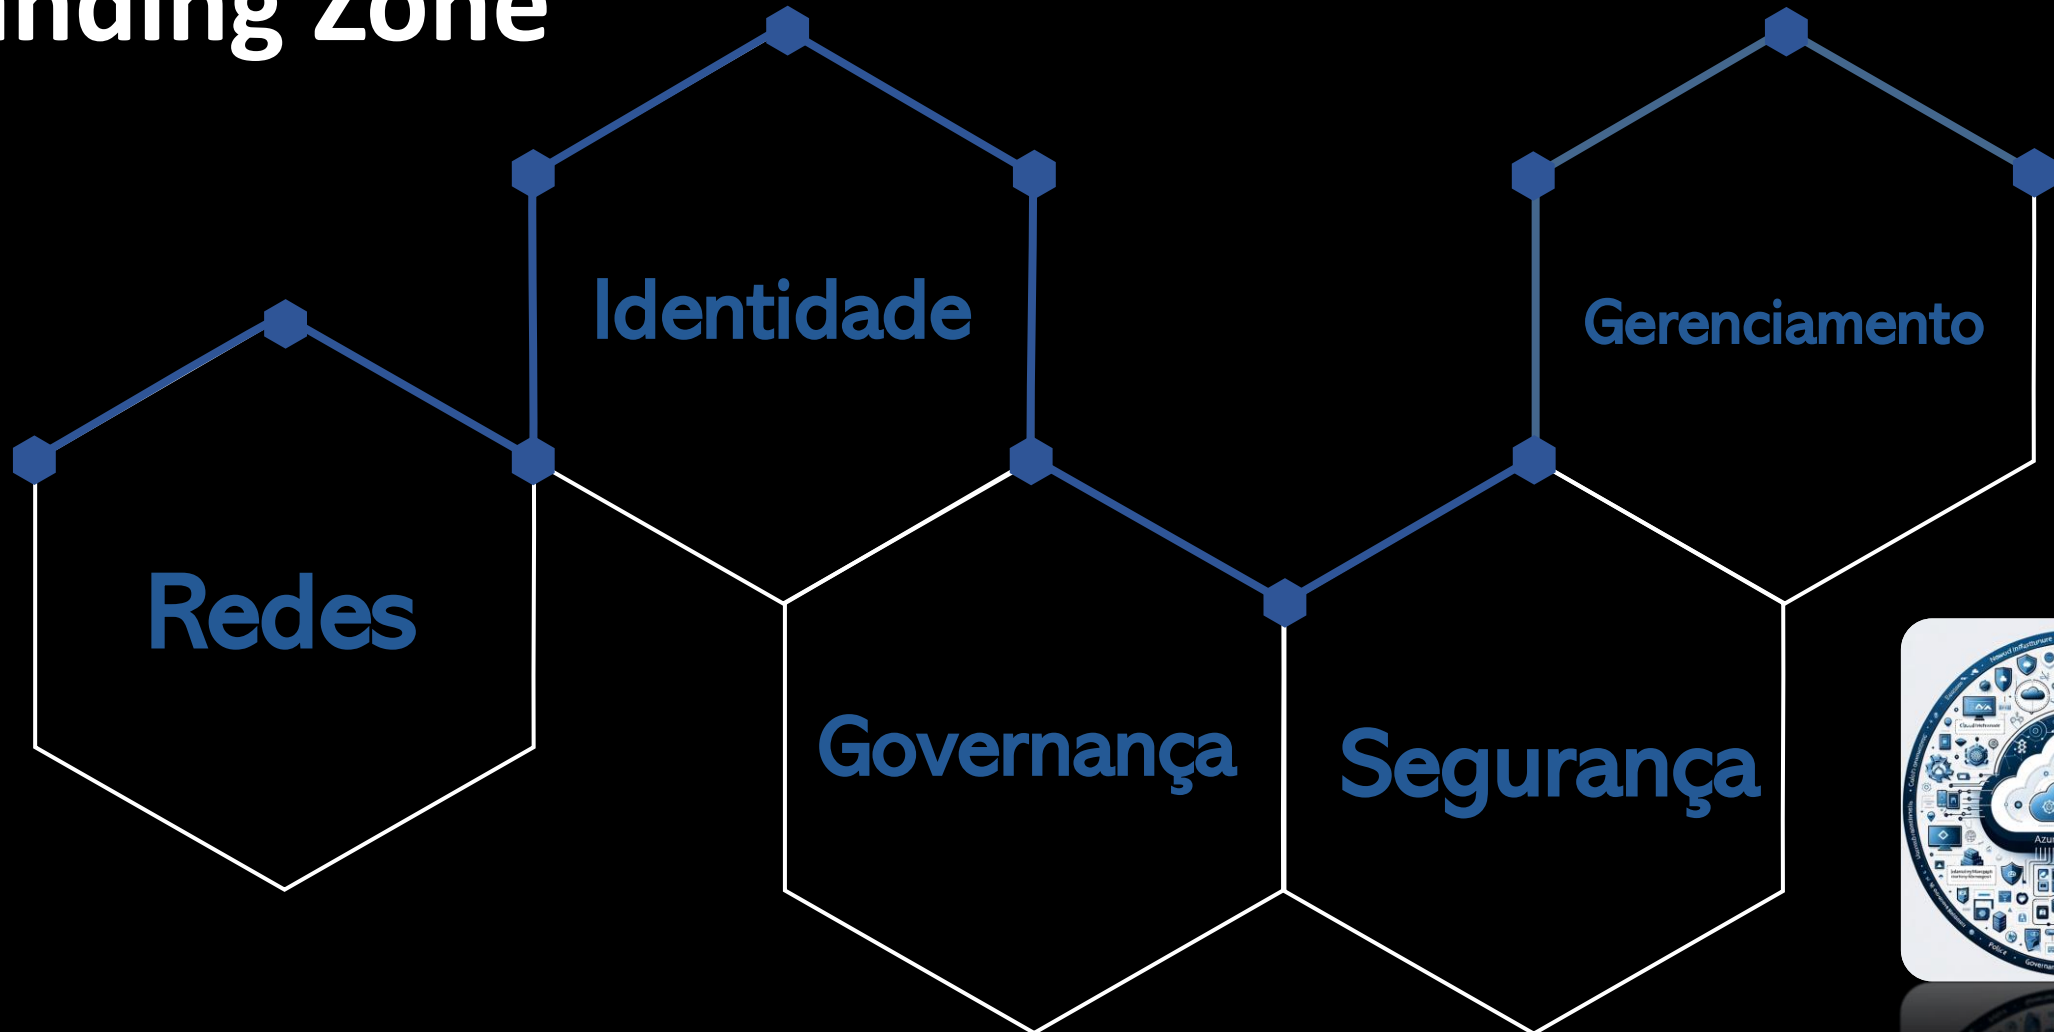 nding Zone
Identidade
Gerenciamento
Redes
Governança
Segurança